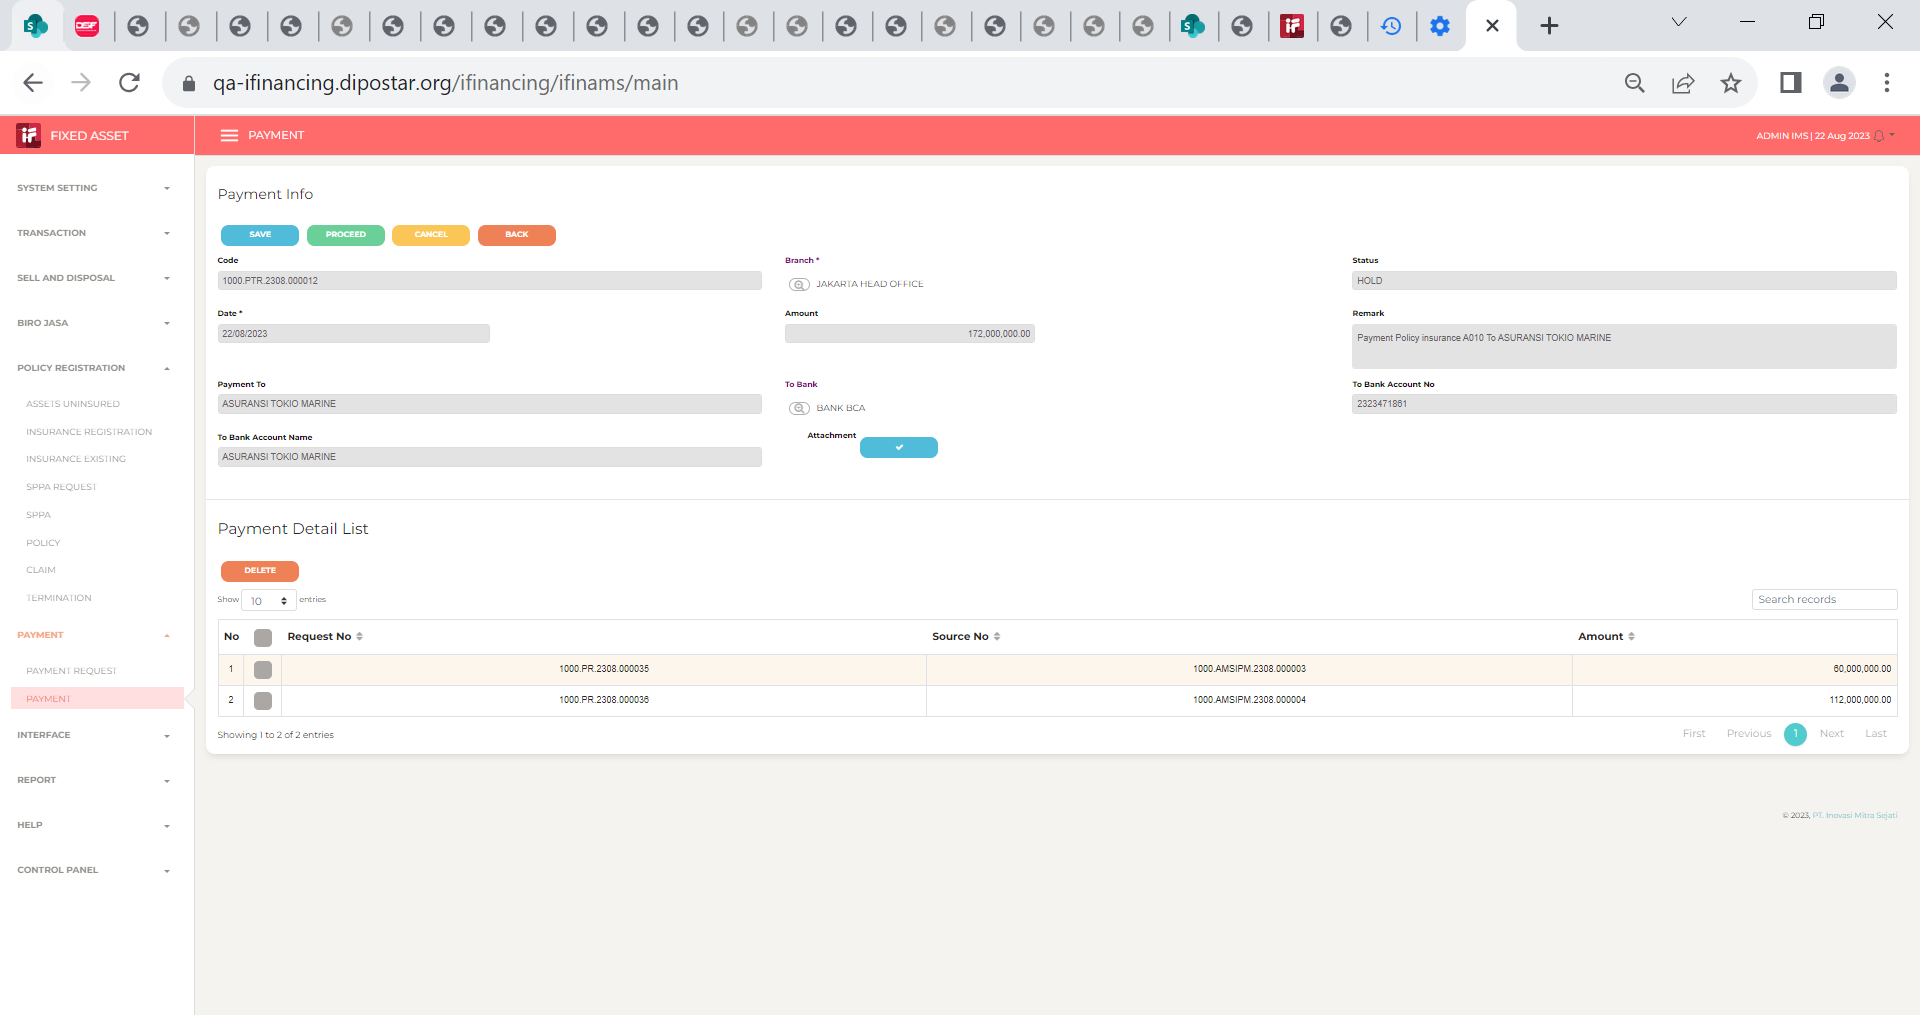 qa-ifinancing.dipostar.org/ifinancing/ifinams/main
FIXED ASSET
PAYMENT
ADMIN IMS | 22 Aug 2023
SYSTEM SETTING
TRANSACTION
SELL AND DISPOSAL
BIRO JASA
POLICY REGISTRATION
ASSETS UNINSURED
INSURANCE REGISTRATION
INSURANCE EXISTING
SPPA REQUEST
SPPA
POLICY
CLAIM
TERMINATION
PAYMENT
PAYMENT REQUEST
PAYMENT
INTERFACE
REPORT
HELP
CONTROL PANEL
Payment Info
SAVE PROCEED CANCEL BACK
Code
1000.PTR.2308.000012
Branch *
JAKARTA HEAD OFFICE
Status
HOLD
Date *
22/08/2023
Amount
172,000,000.00
Remark
Payment Policy insurance A010 To ASURANSI TOKIO MARINE
Payment To
ASURANSI TOKIO MARINE
To Bank
BANK BCA
To Bank Account No
2323471861
To Bank Account Name
ASURANSI TOKIO MARINE
Attachment
Payment Detail List
DELETE
Show 10 entries
Search records
No Request No Source No Amount
1 1000.PR.2308.000035 1000.AMSIPM.2308.000003 60,000,000.00
2 1000.PR.2308.000036 1000.AMSIPM.2308.000004 112,000,000.00
Showing 1 to 2 of 2 entries
First Previous 1 Next Last
© 2023, PT. Inovasi Mitra Sejati